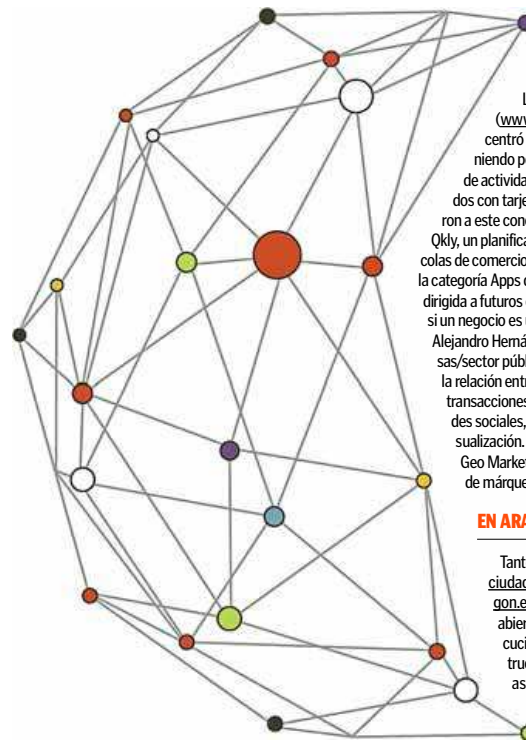 L
(www
centró
niendo po
de activida
dos con tarje
ron a este conc
Qkly, un planifica
colas de comercio
la categoría Apps d
dirigida a futuros e
si un negocio es
Alejandro Herná
sas/sector públ
la relación entr
transacciones
des sociales,
sualización.
Geo Market
de márque
EN ARA
Tant
ciudad
gon.e
abier
cuci
truc
as